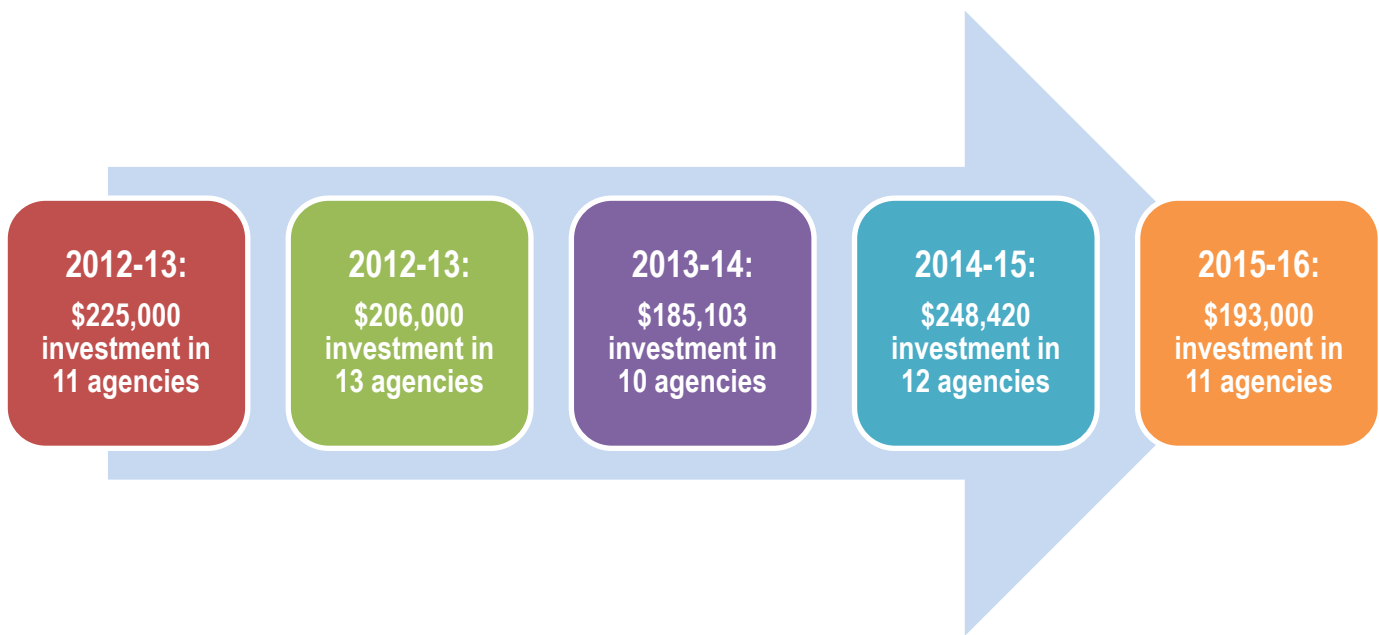 2012-13:
$225,000
investment in
11 agencies
2012-13:
$206,000
investment in
13 agencies
2013-14:
$185,103
investment in
10 agencies
2014-15:
$248,420
investment in
12 agencies
2015-16:
$193,000
investment in
11 agencies